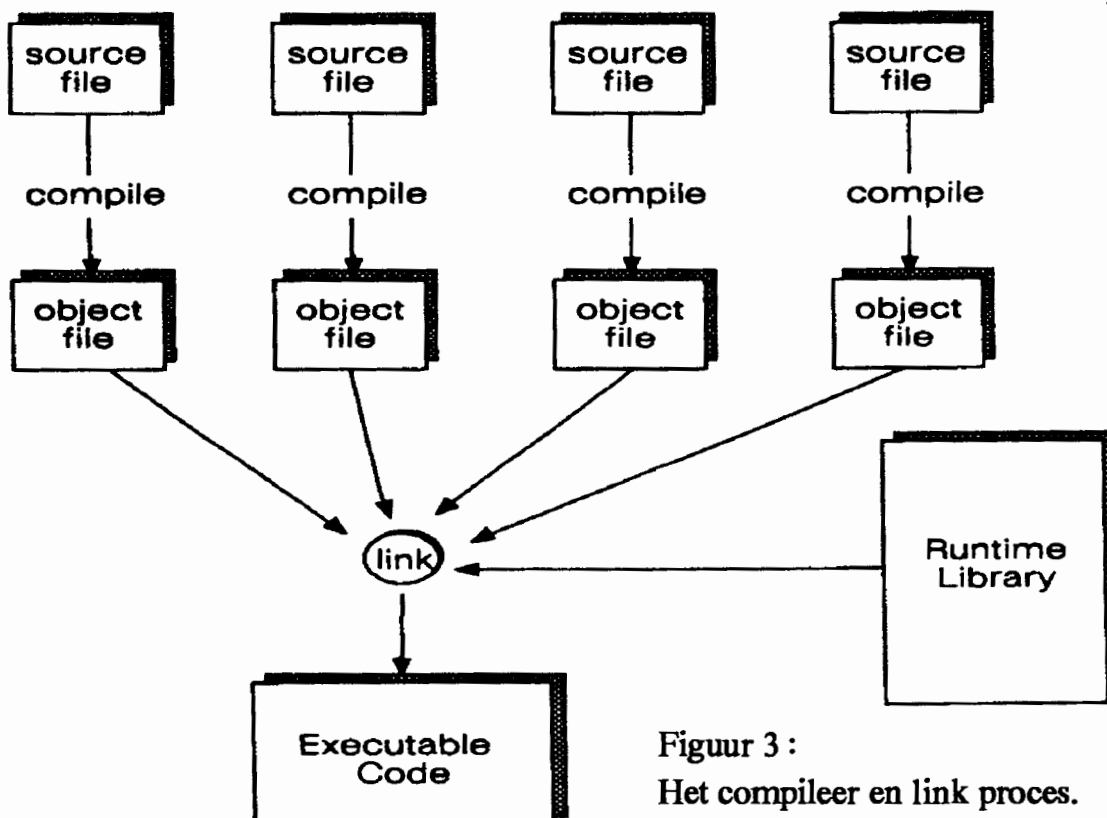 source
file
source
file
source
file
source
file
compile
compile
compile
compile
object
file
object
file
object
file
object
file
link
Runtime
Library
Executable
Code
Figuur 3 :
Het compileer en link proces.